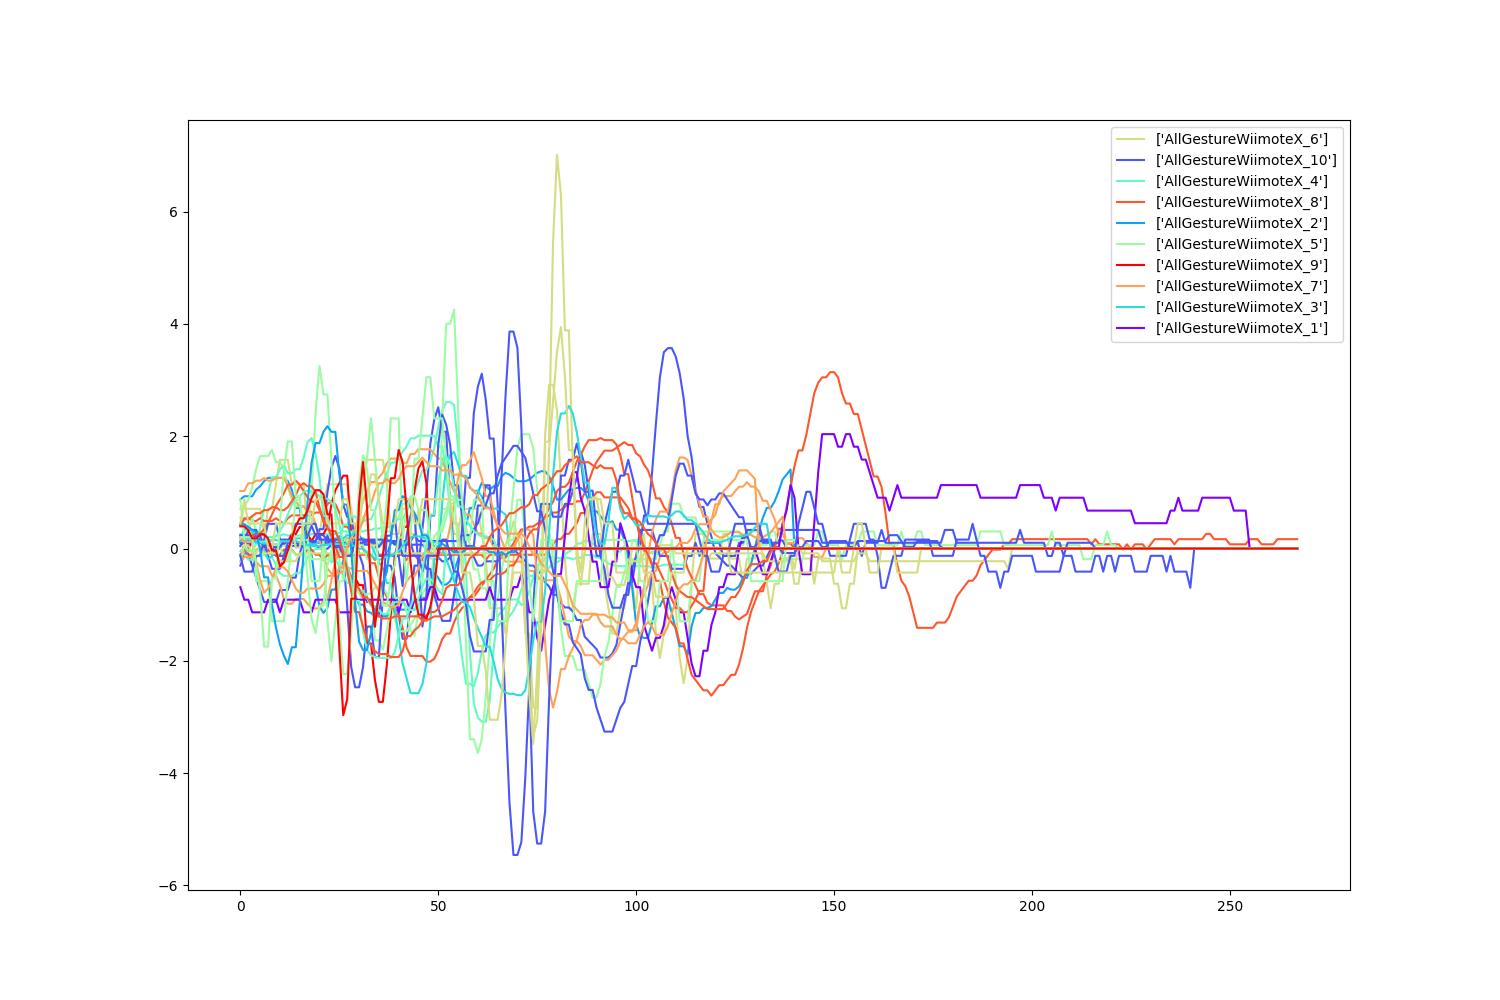 ['AllGestureWiimoteX_6']
['AllGestureWiimoteX_10']
['AllGestureWiimoteX_4']
['AllGestureWiimoteX_8']
['AllGestureWiimoteX_2']
['AllGestureWiimoteX_5']
['AllGestureWiimoteX_9']
['AllGestureWiimoteX_7']
['AllGestureWiimoteX_3']
['AllGestureWiimoteX_1']
6
4
2
0
−2
−4
−6
0 50 100 150 200 250